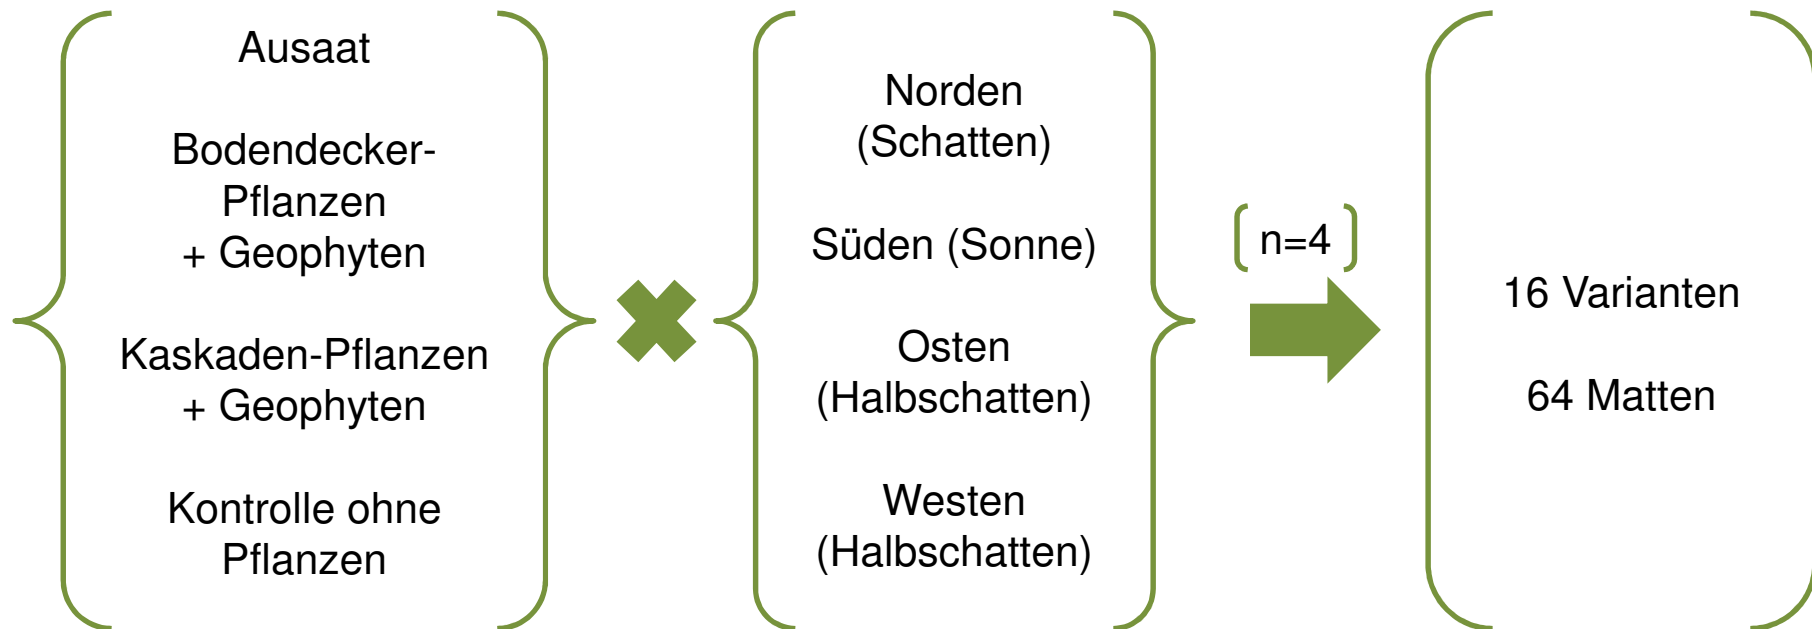 Ausaat
Bodendecker-
Pflanzen
+ Geophyten
Kaskaden-Pflanzen
+ Geophyten
Kontrolle ohne
Pflanzen
Norden
(Schatten)
Süden (Sonne)
Osten
(Halbschatten)
Westen
(Halbschatten)
n=4
16 Varianten
64 Matten